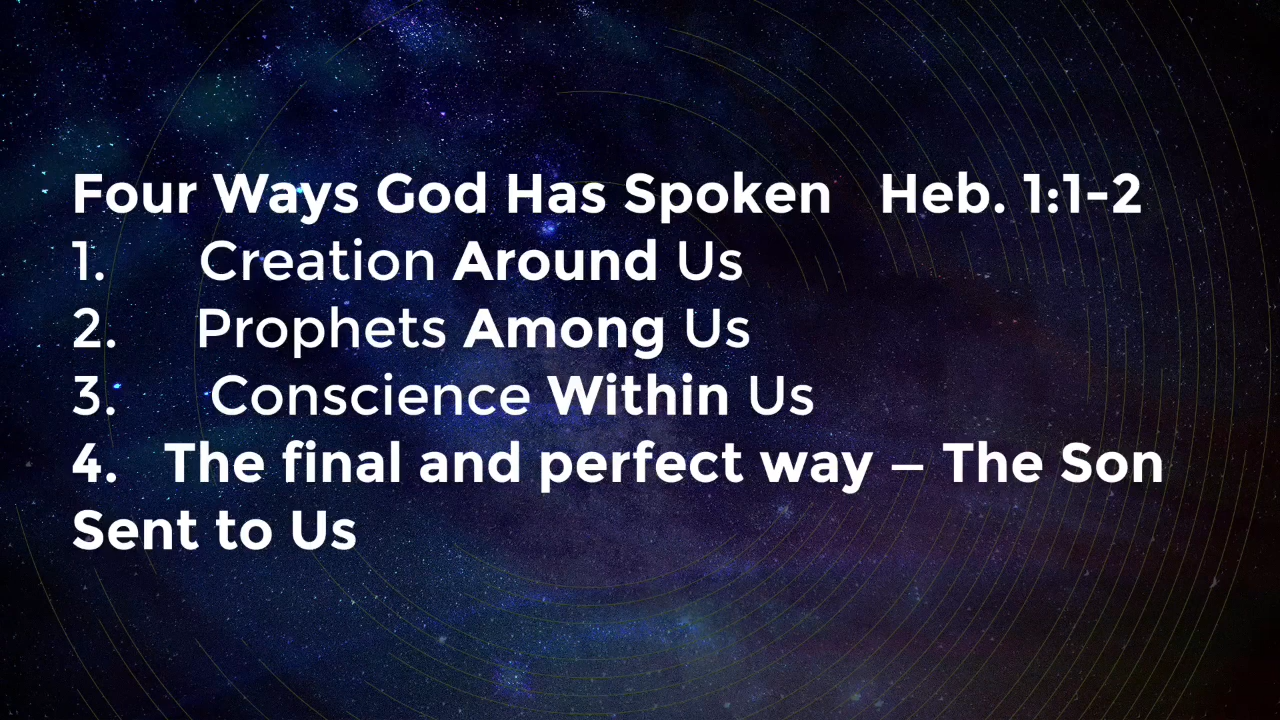 Four Ways God Has Spoken   Heb. 1:1-2
1.      Creation Around Us
2.     Prophets Among Us
3.      Conscience Within Us
4.   The final and perfect way – The Son
Sent to Us